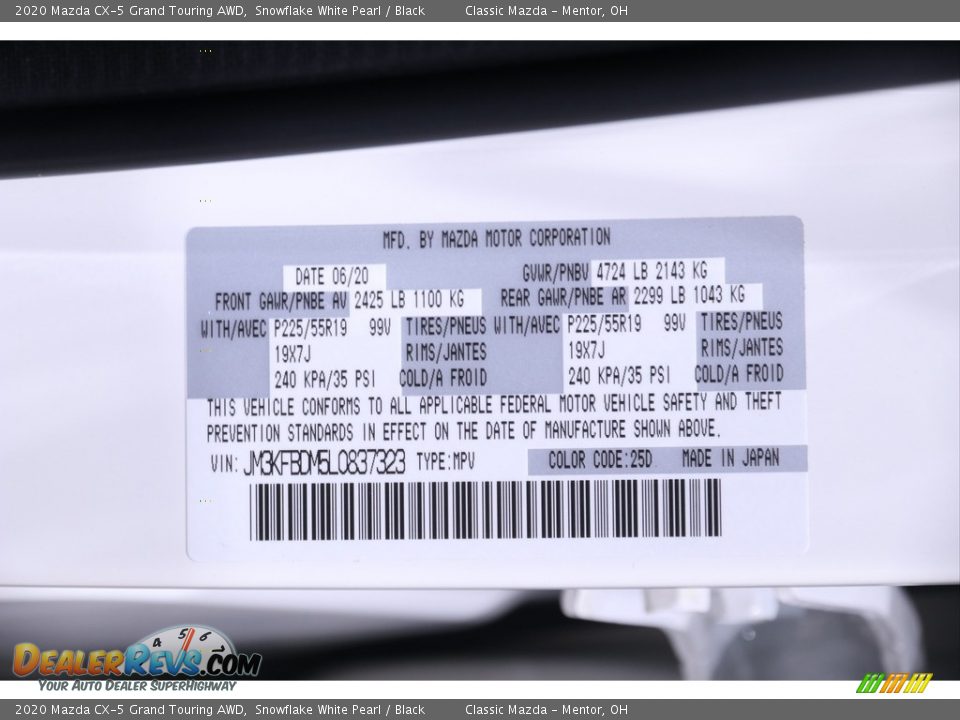 2020 Mazda CX-5 Grand Touring AWD, Snowflake White Pearl / Black Classic Mazda - Mentor, OH
MFD. BY MAZDA MOTOR CORPORATION
DATE 06/20 GVWR/PNBV 4724 LB 2143 KG
FRONT GAWR/PNBE AV 2425 LB 1100 KG REAR GAWR/PNBE AR 2299 LB 1043 KG
WITH/AVEC P225/55R19 99V TIRES/PNEUS WITH/AVEC P225/55R19 99V TIRES/PNEUS
19X7J RIMS/JANTES 19X7J RIMS/JANTES
240 KPA/35 PSI COLD/A FROID 240 KPA/35 PSI COLD/A FROID
THIS VEHICLE CONFORMS TO ALL APPLICABLE FEDERAL MOTOR VEHICLE SAFETY AND THEFT
PREVENTION STANDARDS IN EFFECT ON THE DATE OF MANUFACTURE SHOWN ABOVE.
VIN: JM3KFBDM5L0837323 TYPE:MPV COLOR CODE:25D MADE IN JAPAN
4 5 6
DEALERREVS.COM
YOUR AUTO DEALER SUPERHIGHWAY
2020 Mazda CX-5 Grand Touring AWD, Snowflake White Pearl / Black Classic Mazda - Mentor, OH